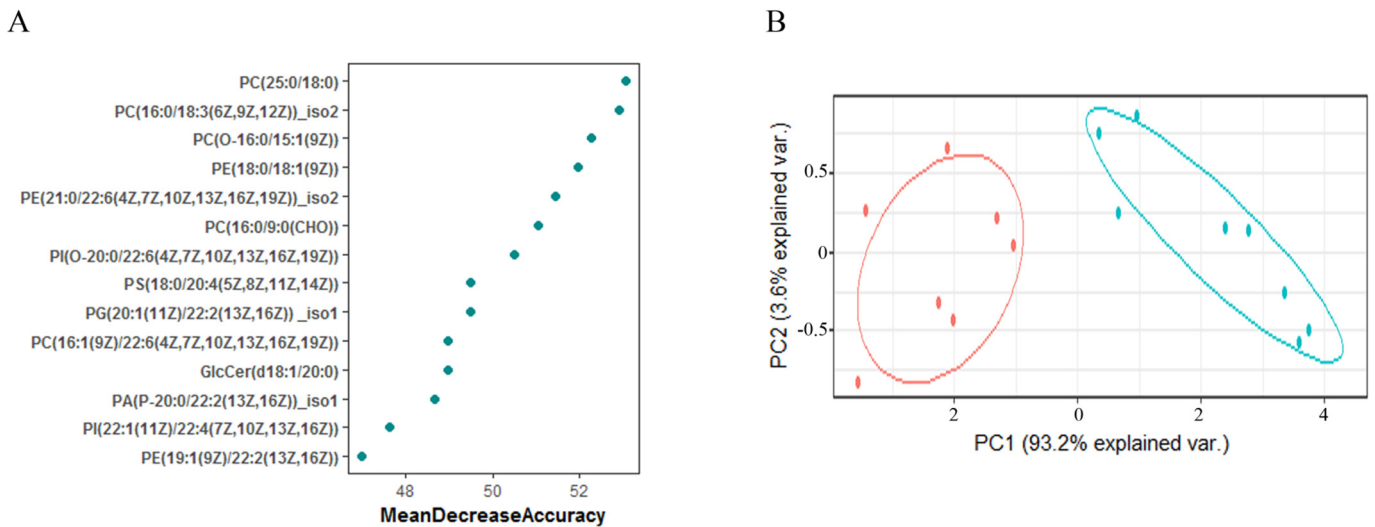 A
PC(25:0/18:0)
PC(16:0/18:3(6Z,9Z,12Z))_iso2
PC(O-16:0/15:1(9Z))
PE(18:0/18:1(9Z))
PE(21:0/22:6(4Z,7Z,10Z,13Z,16Z,19Z))_iso2
PC(16:0/9:0(CHO))
PI(O-20:0/22:6(4Z,7Z,10Z,13Z,16Z,19Z))
PS(18:0/20:4(5Z,8Z,11Z,14Z))
PG(20:1(11Z)/22:2(13Z,16Z)) _iso1
PC(16:1(9Z)/22:6(4Z,7Z,10Z,13Z,16Z,19Z))
GlcCer(d18:1/20:0)
PA(P-20:0/22:2(13Z,16Z))_iso1
PI(22:1(11Z)/22:4(7Z,10Z,13Z,16Z))
PE(19:1(9Z)/22:2(13Z,16Z))
48 50 52
MeanDecreaseAccuracy
B
PC2 (3.6% explained var.)
0.5
0
-0.5
2 0 2 4
PC1 (93.2% explained var.)